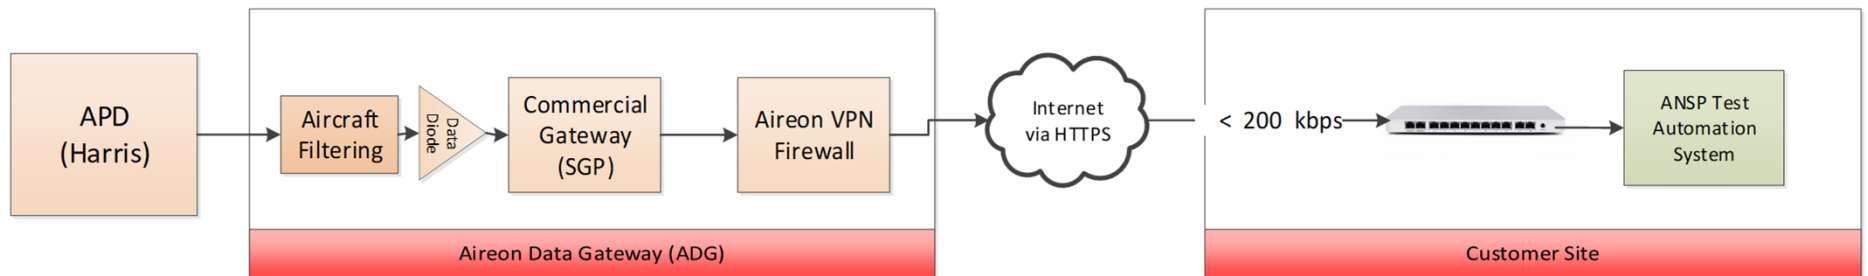 APD
(Harris)
Aircraft
Filtering
Data
Diode
Commercial
Gateway
(SGP)
Aireon VPN
Firewall
Aireon Data Gateway (ADG)
Internet
via HTTPS
< 200 kbps
ANSP Test
Automation
System
Customer Site